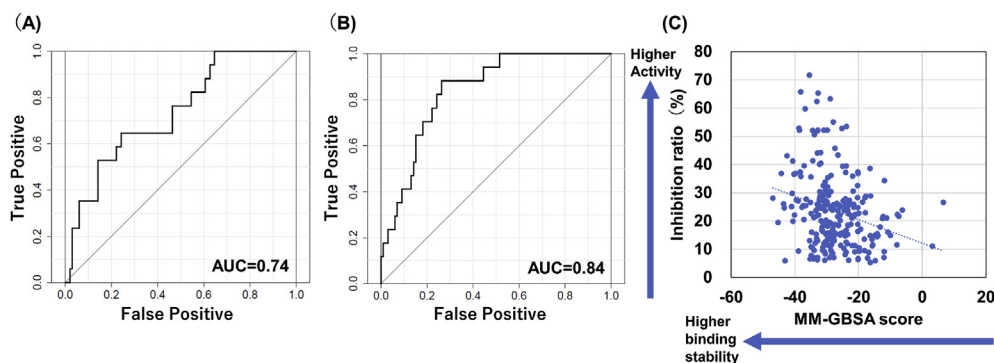 (A)
True Positive
1.0
0.8
0.6
0.4
0.2
0.0
0.0 0.2 0.4 0.6 0.8 1.0
False Positive
AUC=0.74
(B)
True Positive
1.0
0.8
0.6
0.4
0.2
0.0
0.0 0.2 0.4 0.6 0.8 1.0
False Positive
AUC=0.84
Higher
Activity
(C)
Inhibition ratio (%)
80
70
60
50
40
30
20
10
0
-60 -40 -20 0 20
MM-GBSA score
Higher
binding
stability